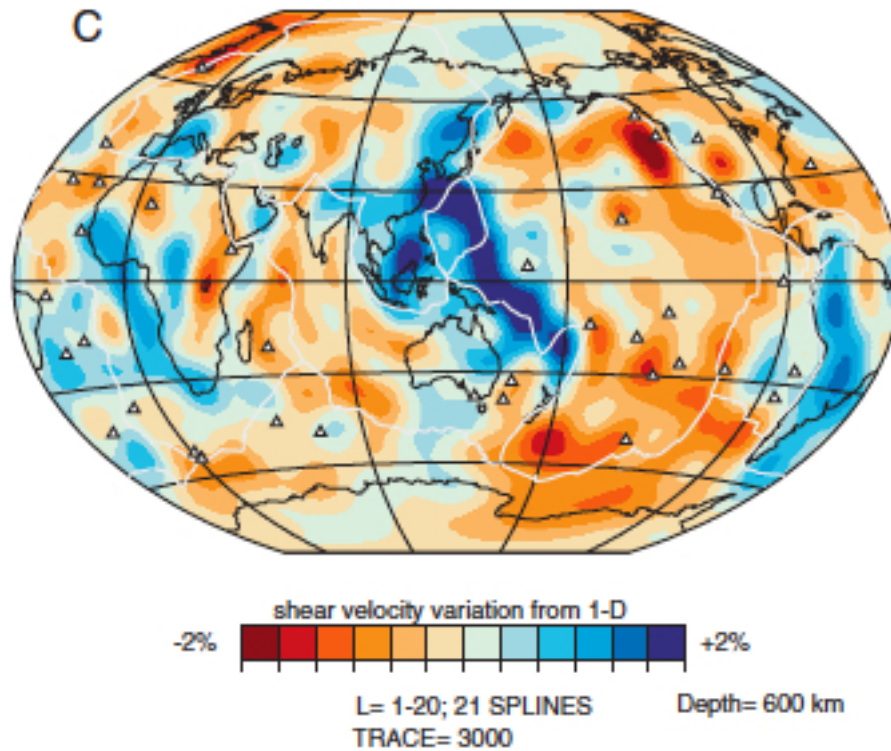 C
shear velocity variation from 1-D
-2% +2%
L= 1-20; 21 SPLINES Depth= 600 km
TRACE= 3000